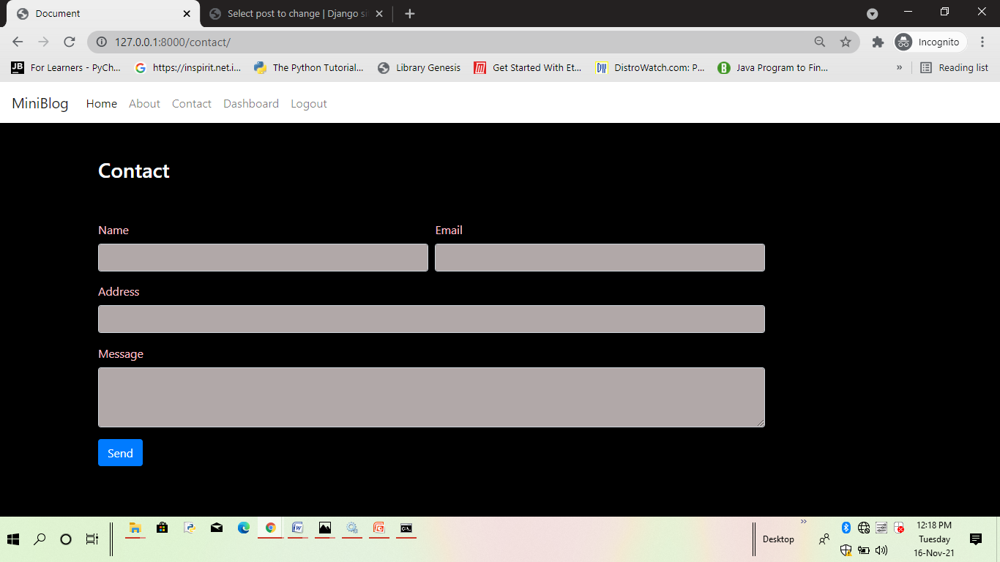 Document
Select post to change | Django si
127.0.0.1:8000/contact/
Incognito
JB
For Learners - PyCh...
https://inspirit.net.i...
The Python Tutorial...
Library Genesis
Get Started With Et...
DW
DistroWatch.com: P...
B
Java Program to Fin...
»
Reading list
MiniBlog
Home
About
Contact
Dashboard
Logout
Contact
Name
Email
Address
Message
Send
Desktop
12:18 PM
Tuesday
16-Nov-21